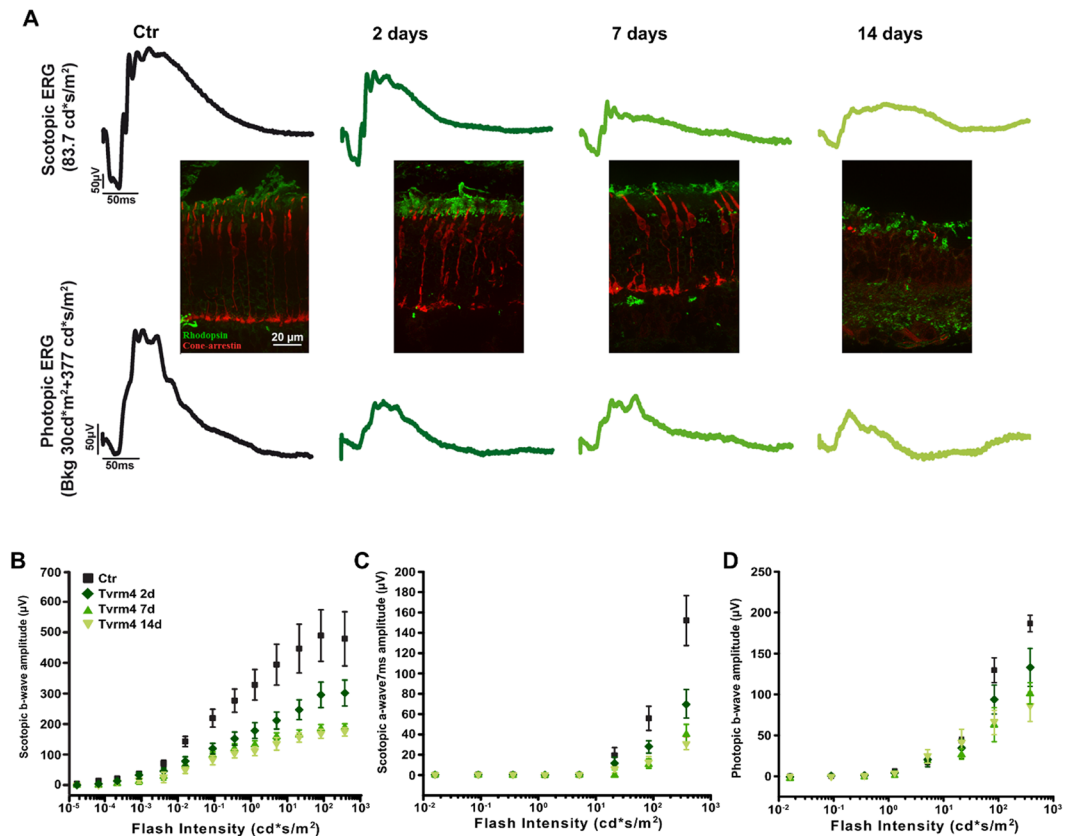 A
Ctr
2 days
7 days
14 days
Scotopic ERG
(83.7 cd*s/m²)
50µV
50ms
Rhodopsin
Cone-arrestin
20 µm
Photopic ERG
(Bkg 30cd*m²+377 cd*s/m²)
50µV
50ms
B
Scotopic b-wave amplitude (µV)
700
600
500
400
300
200
100
0
Ctr
Tvrm4 2d
Tvrm4 7d
Tvrm4 14d
10⁻⁵ 10⁻⁴ 10⁻³ 10⁻² 10⁻¹ 10⁰ 10¹ 10² 10³
Flash Intensity (cd*s/m²)
C
Scotopic a-wave7ms amplitude (µV)
200
180
160
140
120
100
80
60
40
20
0
10⁻² 10⁻¹ 10⁰ 10¹ 10² 10³
Flash Intensity (cd*s/m²)
D
Photopic b-wave amplitude (µV)
250
200
150
100
50
0
10⁻² 10⁻¹ 10⁰ 10¹ 10² 10³
Flash Intensity (cd*s/m²)